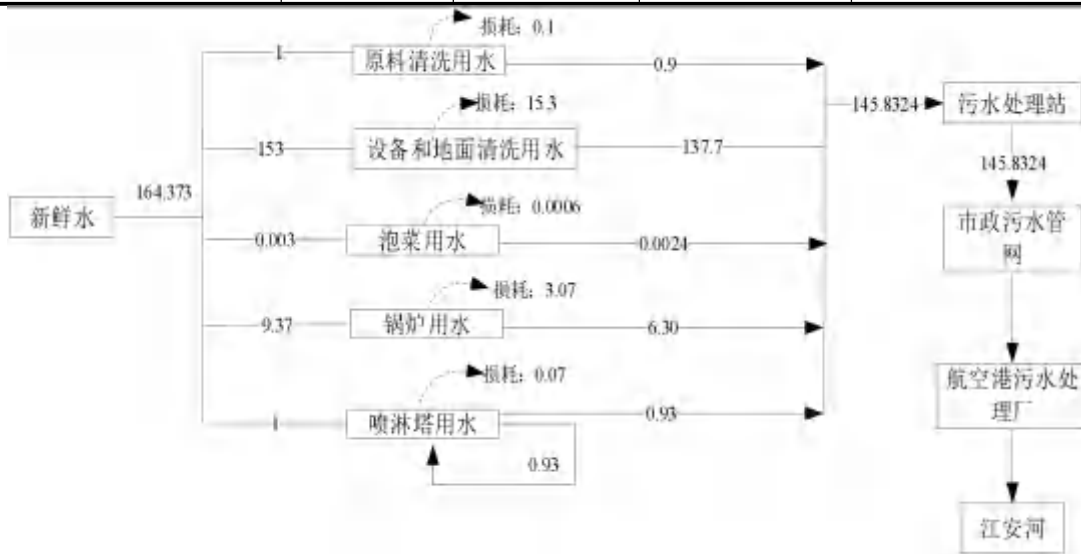 损耗：0.1
1
原料清洗用水
0.9
损耗：15.3
145.8324
污水处理站
153
设备和地面清洗用水
137.7
145.8324
164.373
损耗：0.0006
新鲜水
市政污水管
网
0.003
泡菜用水
0.0024
损耗：3.07
9.37
锅炉用水
6.30
损耗：0.07
航空港污水处
理厂
1
喷淋塔用水
0.93
0.93
江安河